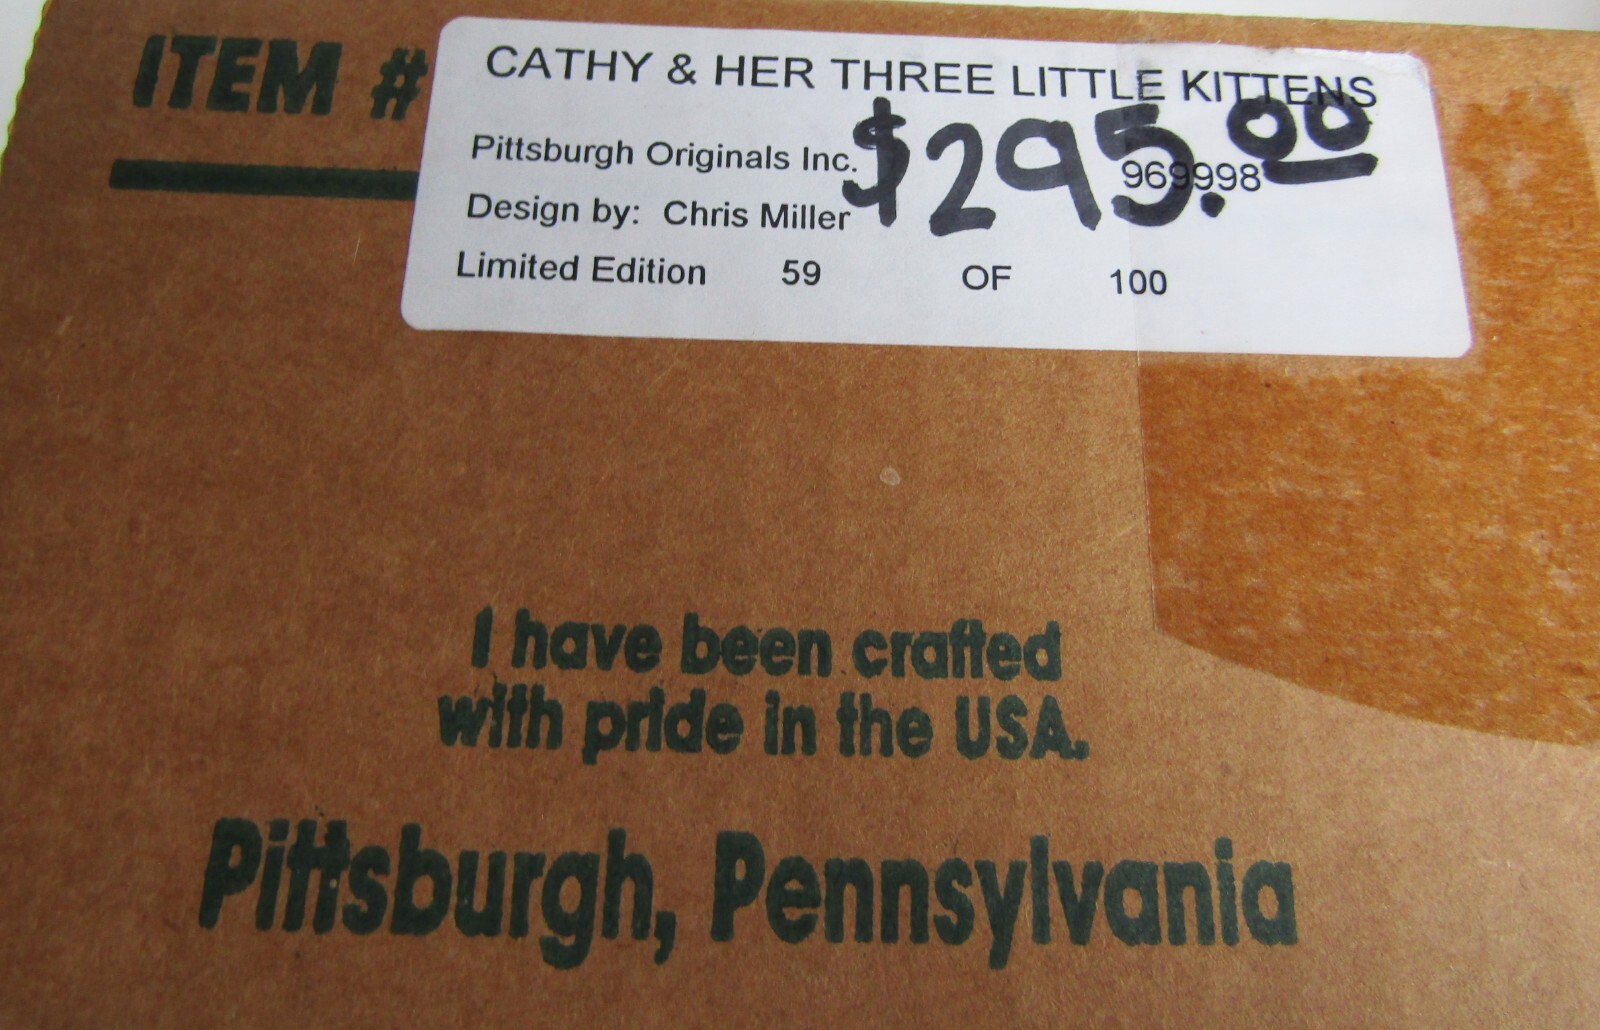 ITEM #
CATHY & HER THREE LITTLE KITTENS
$295.00
Pittsburgh Originals Inc. 969998
Design by: Chris Miller
Limited Edition 59 OF 100
I have been crafted
with pride in the USA.
Pittsburgh, Pennsylvania